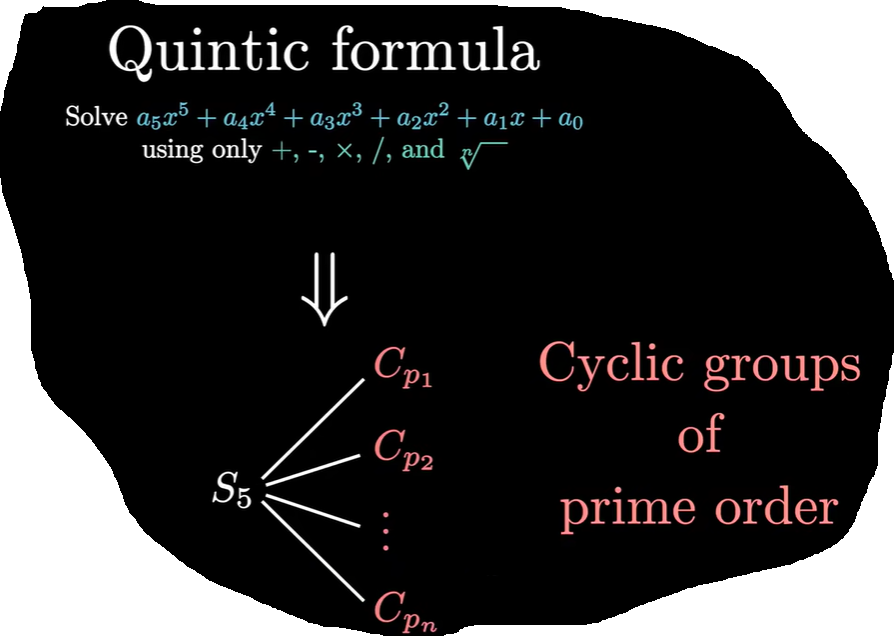 Quintic formula
Solve a₅x⁵ + a₄x⁴ + a₃x³ + a₂x² + a₁x + a₀
using only +, -, ×, /, and ⁿ√
⇓
C_{p₁}
C_{p₂}
S₅
⋮
C_{pₙ}
Cyclic groups
of
prime order